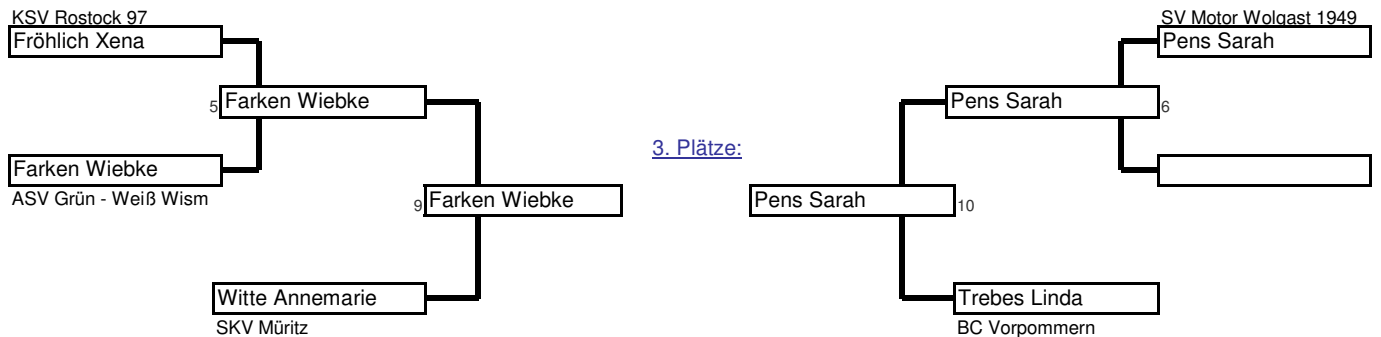 KSV Rostock 97
Fröhlich Xena
5 Farken Wiebke
Farken Wiebke
ASV Grün - Weiß Wism
9 Farken Wiebke
Witte Annemarie
SKV Müritz
3. Plätze:
SV Motor Wolgast 1949
Pens Sarah
Pens Sarah 6
Pens Sarah 10
Trebes Linda
BC Vorpommern